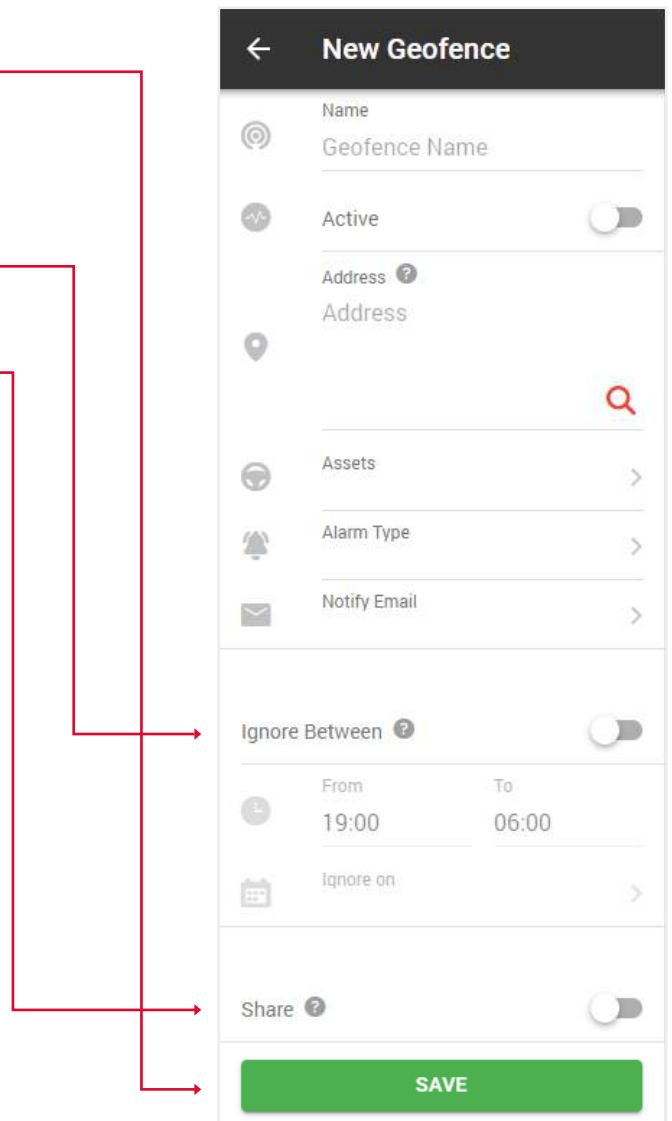 New Geofence
Name
Geofence Name
Active
Address
Address
Assets
Alarm Type
Notify Email
Ignore Between
From To
19:00 06:00
Ignore on
Share
SAVE